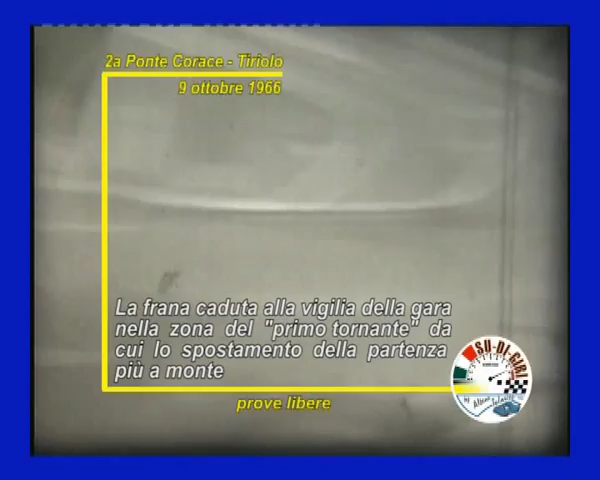 2a Ponte Corace - Tiriolo
9 ottobre 1966
La frana caduta alla vigilia della gara
nella zona del "primo tornante" da
cui lo spostamento della partenza
più a monte
SU-DI-GIRI
prove libere